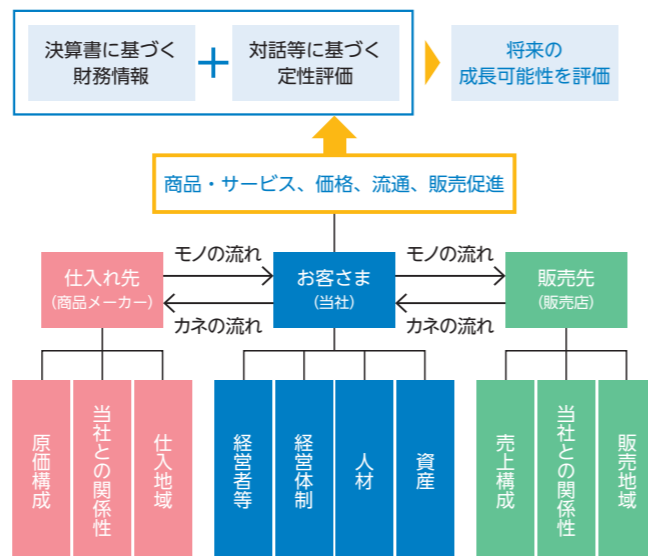 決算書に基づく
財務情報
+
対話等に基づく
定性評価
将来の
成長可能性を評価
商品・サービス、価格、流通、販売促進
仕入れ先
(商品メーカー)
モノの流れ
カネの流れ
お客さま
(当社)
モノの流れ
カネの流れ
販売先
(販売店)
原価構成
当社との関係性
仕入地域
経営者等
経営体制
人材
資産
売上構成
当社との関係性
販売地域